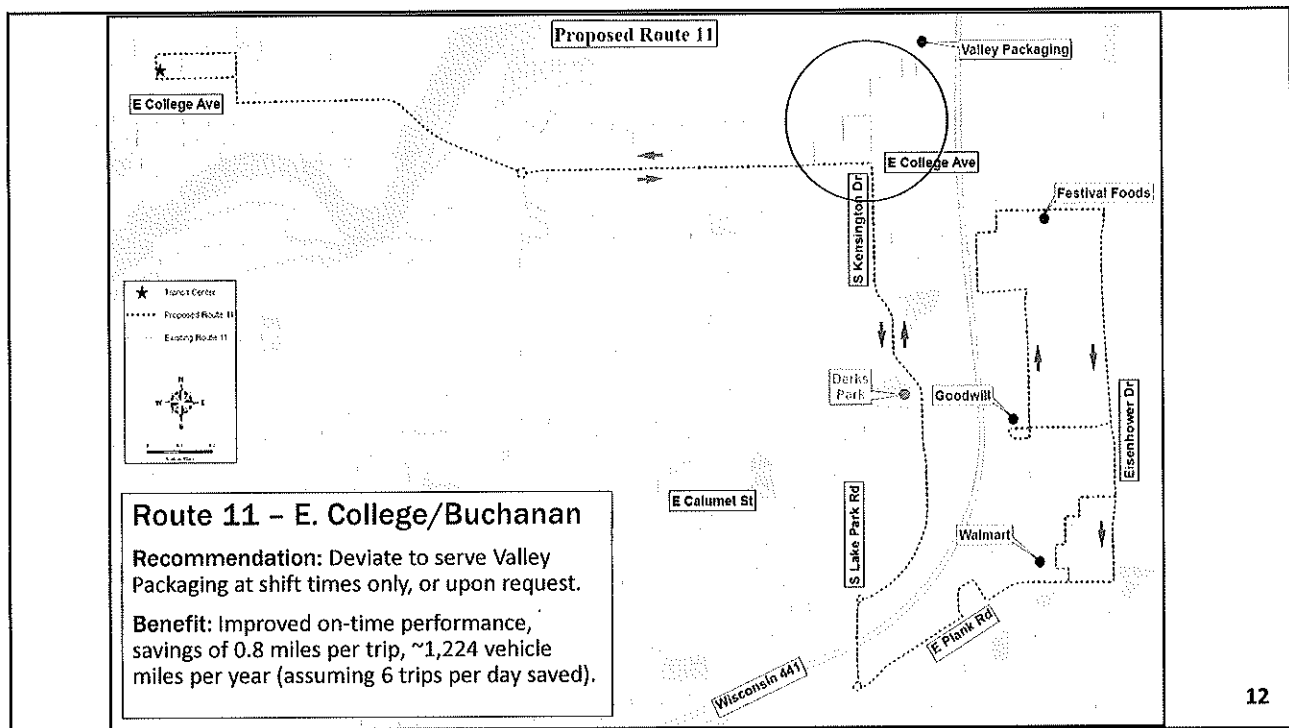 Proposed Route 11
Valley Packaging
E College Ave
E College Ave
Festival Foods
S Kensington Dr
Transit Center
Proposed Route 11
Existing Route 11
N
W E
S
Derks
Park
Goodwill
Eisenhower Dr
E Calumet St
S Lake Park Rd
Walmart
E Plank Rd
Wisconsin 441
Route 11 – E. College/Buchanan
Recommendation: Deviate to serve Valley
Packaging at shift times only, or upon request.
Benefit: Improved on-time performance,
savings of 0.8 miles per trip, ~1,224 vehicle
miles per year (assuming 6 trips per day saved).
12